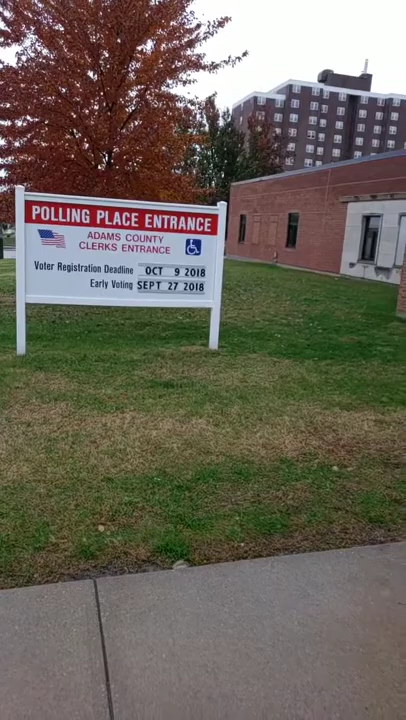 POLLING PLACE ENTRANCE
ADAMS COUNTY
CLERKS ENTRANCE
Voter Registration Deadline OCT 9 2018
Early Voting SEPT 27 2018